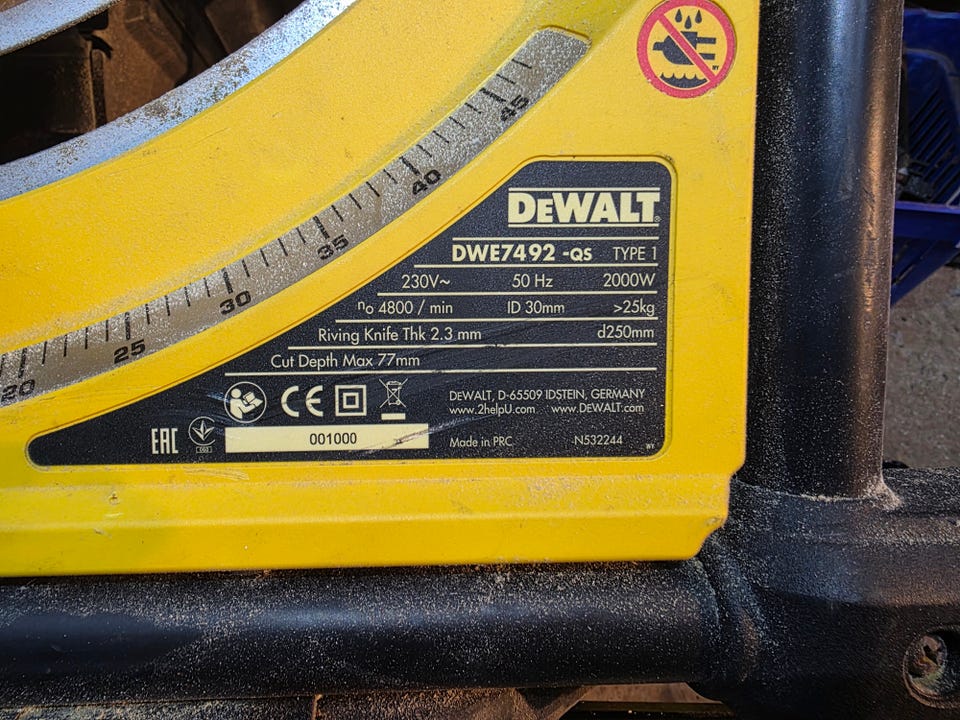 45
40
35
30
25
20
DEWALT
DWE7492 -QS TYPE 1
230V~ 50 Hz 2000W
n₀ 4800 / min ID 30mm >25kg
Riving Knife Thk 2.3 mm d250mm
Cut Depth Max 77mm
CE
DEWALT, D-65509 IDSTEIN, GERMANY
www.2helpU.com www.DEWALT.com
EAC
001000
Made in PRC N532244